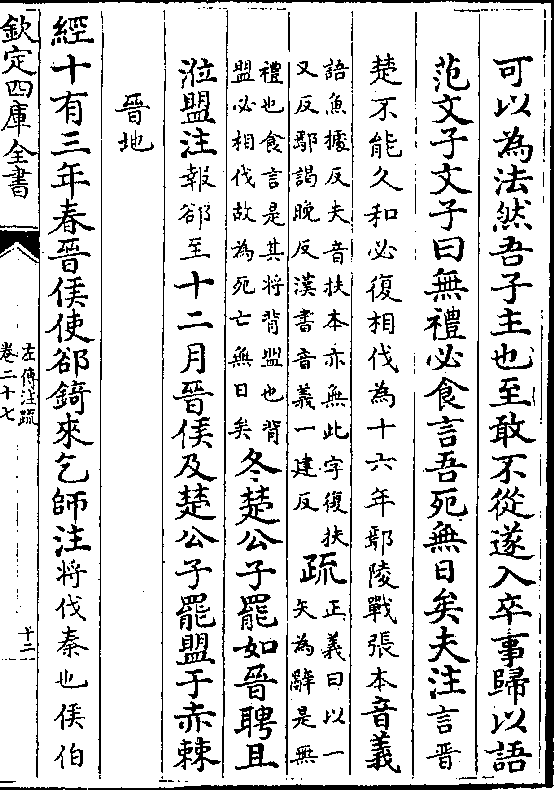 可以為法然吾子主也至敢不從遂入卒事歸以語
范文子文子曰無禮必食言吾死無日矣夫注言晉
楚不能久和必復相伐為十六年鄢陵戰張本音義
語魚據反夫音扶本亦無此字復扶
又反鄢謁晚反漢書音義一建反
疏
正義曰以一
矣為辭是無
禮也食言是其將背盟也背
盟必相伐故為死亡無日矣
冬楚公子罷如晉聘且
涖盟注報郤至十二月晉侯及楚公子罷盟于赤棘
晉地
經十有三年春晉侯使郤錡來乞師注將伐秦也侯伯
欽定四庫全書
左傳注疏
卷二十七
十二